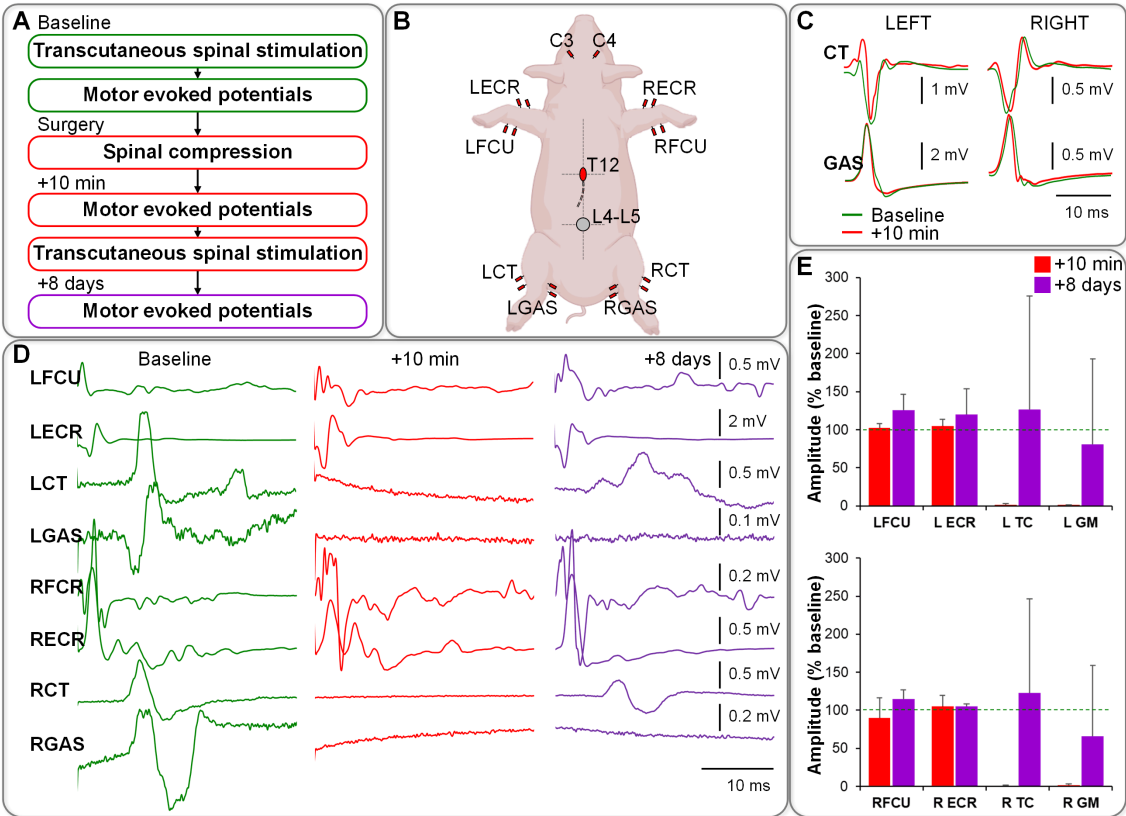 A
Baseline
Transcutaneous spinal stimulation
Motor evoked potentials
Surgery
Spinal compression
+10 min
Motor evoked potentials
Transcutaneous spinal stimulation
+8 days
Motor evoked potentials
B
C3 C4
LECR RECR
LFCU RFCU
T12
L4-L5
LCT RCT
LGAS RGAS
C
LEFT RIGHT
CT
1 mV 0.5 mV
GAS
2 mV 0.5 mV
Baseline
+10 min
10 ms
D
Baseline +10 min +8 days
LFCU 0.5 mV
LECR 2 mV
LCT 0.5 mV
LGAS 0.1 mV
RFCR 0.2 mV
RECR 0.5 mV
RCT 0.5 mV
RGAS 0.2 mV
10 ms
E
+10 min
+8 days
Amplitude (% baseline)
300
250
200
150
100
50
0
LFCU L ECR L TC L GM
Amplitude (% baseline)
300
250
200
150
100
50
0
RFCU R ECR R TC R GM